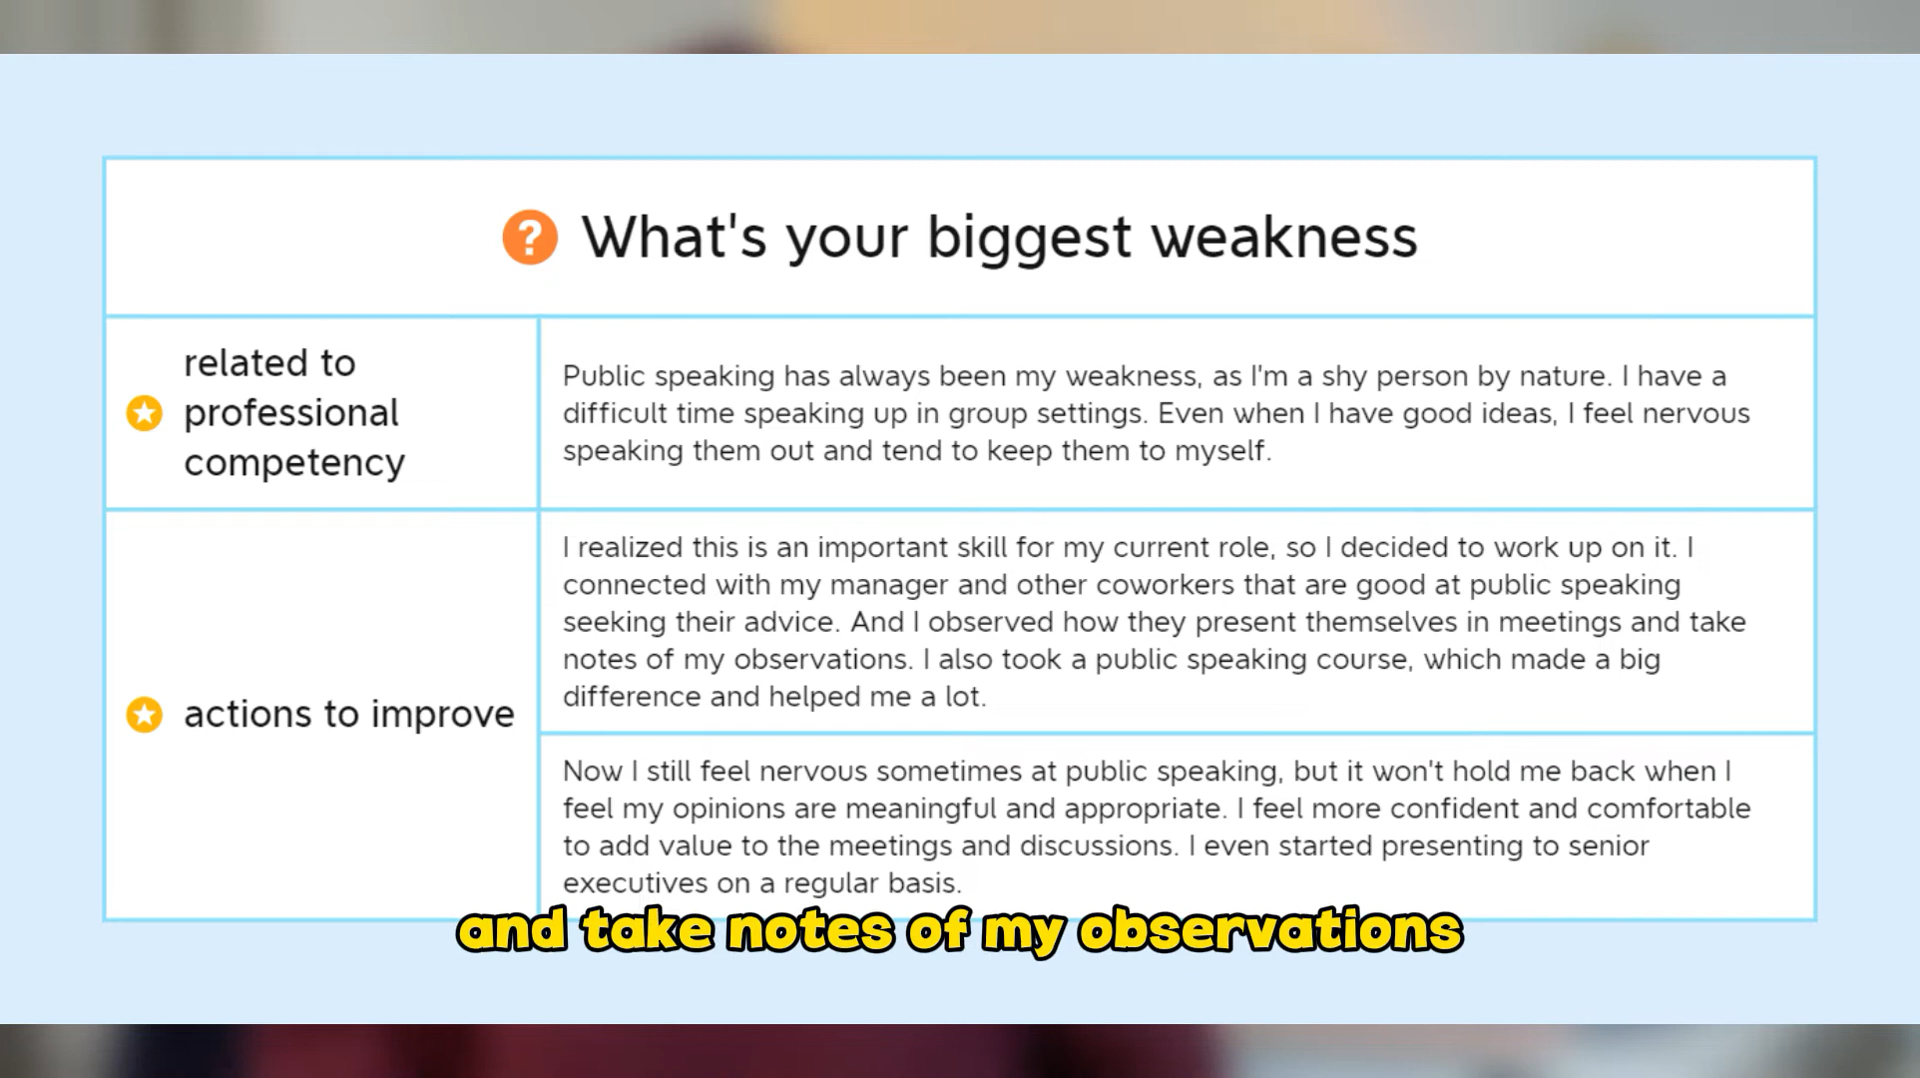 What's your biggest weakness
related to
professional
competency
Public speaking has always been my weakness, as I'm a shy person by nature. I have a
difficult time speaking up in group settings. Even when I have good ideas, I feel nervous
speaking them out and tend to keep them to myself.
actions to improve
I realized this is an important skill for my current role, so I decided to work up on it. I
connected with my manager and other coworkers that are good at public speaking
seeking their advice. And I observed how they present themselves in meetings and take
notes of my observations. I also took a public speaking course, which made a big
difference and helped me a lot.
Now I still feel nervous sometimes at public speaking, but it won't hold me back when I
feel my opinions are meaningful and appropriate. I feel more confident and comfortable
to add value to the meetings and discussions. I even started presenting to senior
executives on a regular basis.
and take notes of my observations